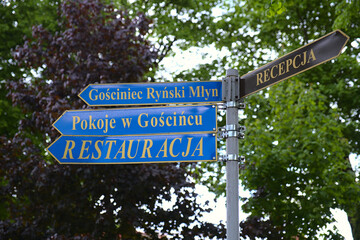 RECEPCJA
Gościniec Ryński Młyn
Pokoje w Gościńcu
RESTAURACJA